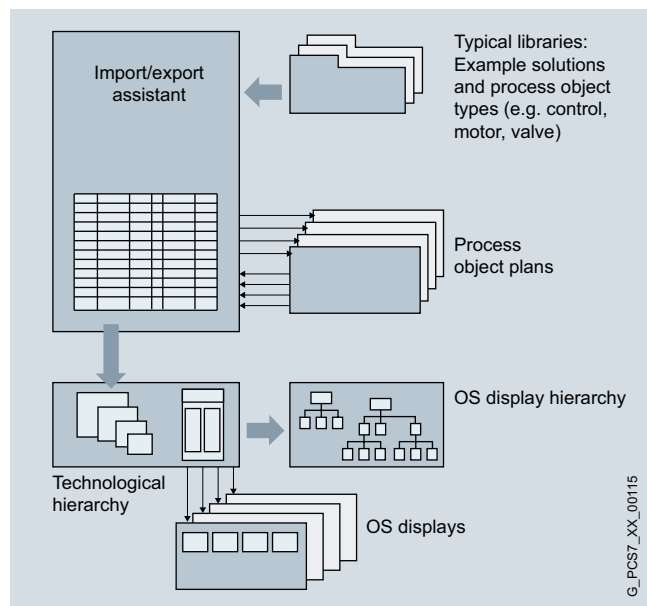 Import/export
assistant
Typical libraries:
Example solutions
and process object
types (e.g. control,
motor, valve)
Process
object plans
OS display hierarchy
Technological
hierarchy
OS displays
G_PCS7_XX_00115